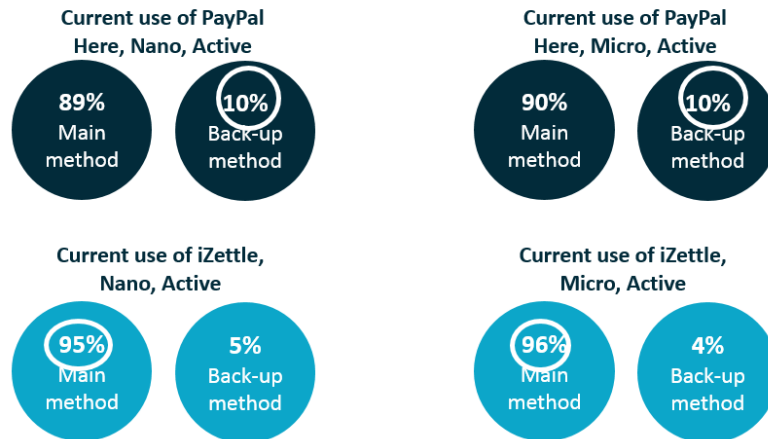 Current use of PayPal
Here, Nano, Active
89%
Main
method
10%
Back-up
method
Current use of PayPal
Here, Micro, Active
90%
Main
method
10%
Back-up
method
Current use of iZettle,
Nano, Active
95%
Main
method
5%
Back-up
method
Current use of iZettle,
Micro, Active
96%
Main
method
4%
Back-up
method